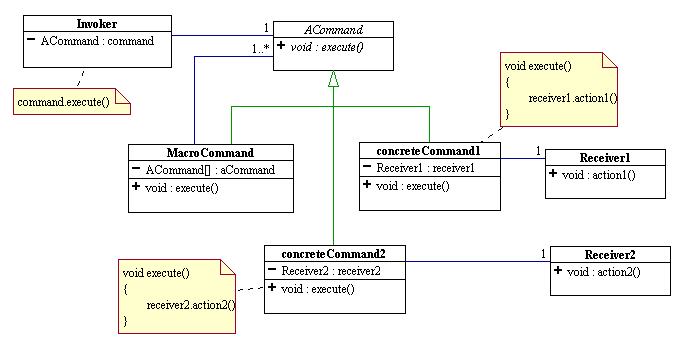 Invoker
− ACommand : command
1
ACommand
+ void : execute()
1..*
command.execute()
void execute()
{
receiver1.action1()
}
MacroCommand
− ACommand[] : aCommand
+ void : execute()
concreteCommand1
− Receiver1 : receiver1
+ void : execute()
1
Receiver1
+ void : action1()
void execute()
{
receiver2.action2()
}
concreteCommand2
− Receiver2 : receiver2
+ void : execute()
1
Receiver2
+ void : action2()